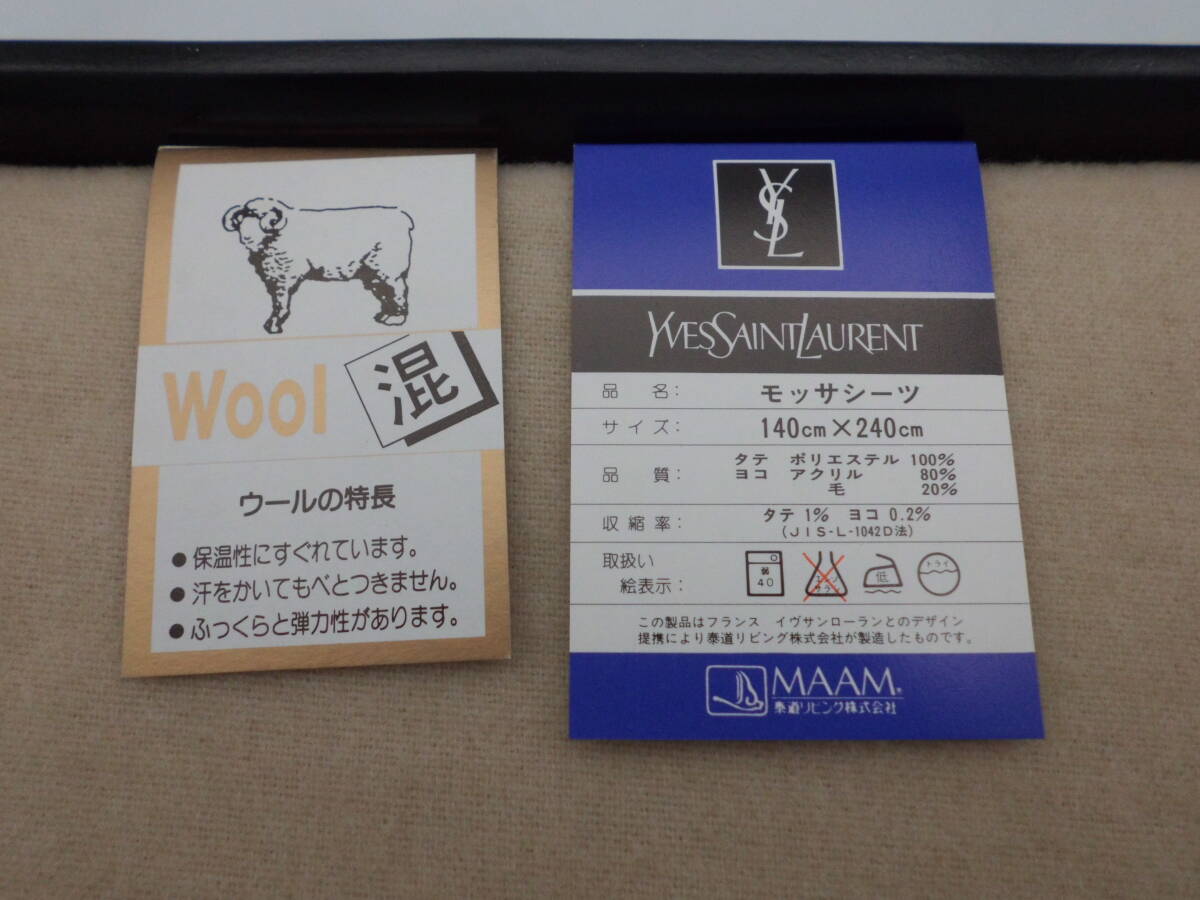 Wool 混
ウールの特長
●保温性にすぐれています。
●汗をかいてもべとつきません。
●ふっくらと弾力性があります。
YSL
YVESSAINTLAURENT
品 名: モッサシーツ
サイズ: 140cm×240cm
品 質: タテ ポリエステル 100%
ヨコ アクリル 80%
毛 20%
収縮率: タテ 1% ヨコ 0.2%
(JIS-L-1042D法)
取扱い
絵表示: 弱 40 エンソ サラシ 低 ドライ
この製品はフランス イヴサンローランとのデザイン
提携により泰道リビング株式会社が製造したものです。
MAAM®
泰道リビング株式会社